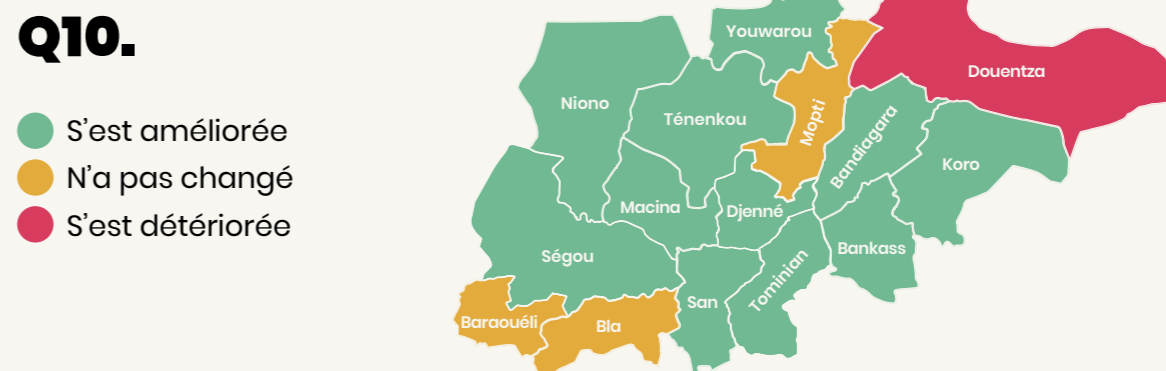 Q10.
S'est améliorée
N'a pas changé
S'est détériorée
Youwarou
Douentza
Niono
Ténenkou
Mopti
Bandiagara
Koro
Macina
Djenné
Ségou
Bankass
Tominian
San
Baraouéli
Bla